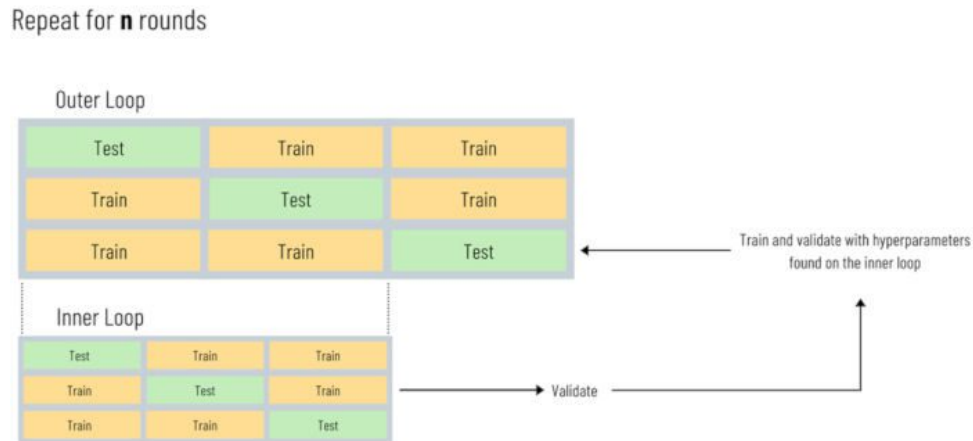 Repeat for n rounds
Outer Loop
Test Train Train
Train Test Train
Train Train Test
Train and validate with hyperparameters
found on the inner loop
Inner Loop
Test Train Train
Train Test Train
Train Train Test
Validate